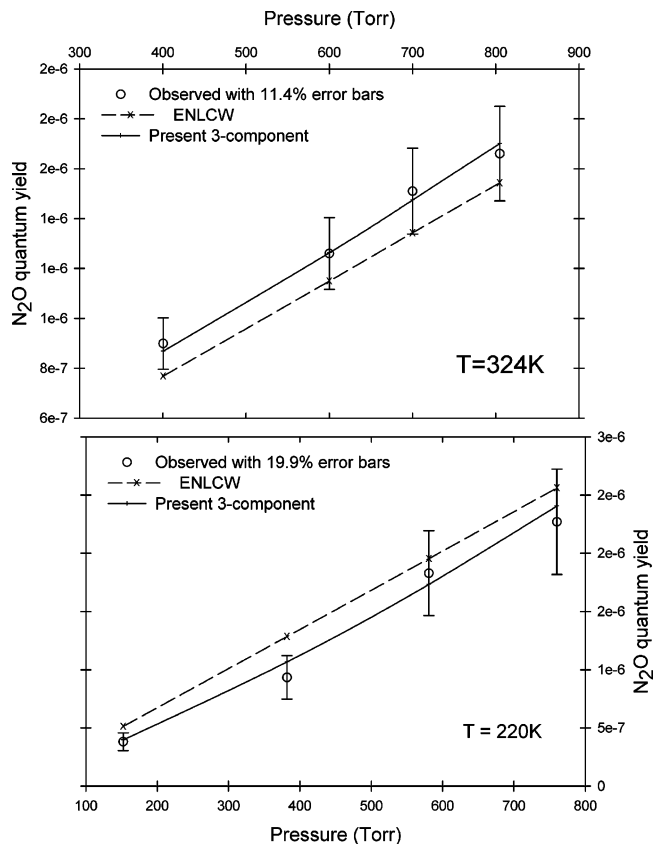 Pressure (Torr)
300 400 500 600 700 800 900
2e-6
2e-6
2e-6
1e-6
1e-6
1e-6
8e-7
6e-7
N₂O quantum yield
Observed with 11.4% error bars
ENLCW
Present 3-component
T=324K
Observed with 19.9% error bars
ENLCW
Present 3-component
T = 220K
3e-6
2e-6
2e-6
2e-6
1e-6
5e-7
0
N₂O quantum yield
100 200 300 400 500 600 700 800
Pressure (Torr)